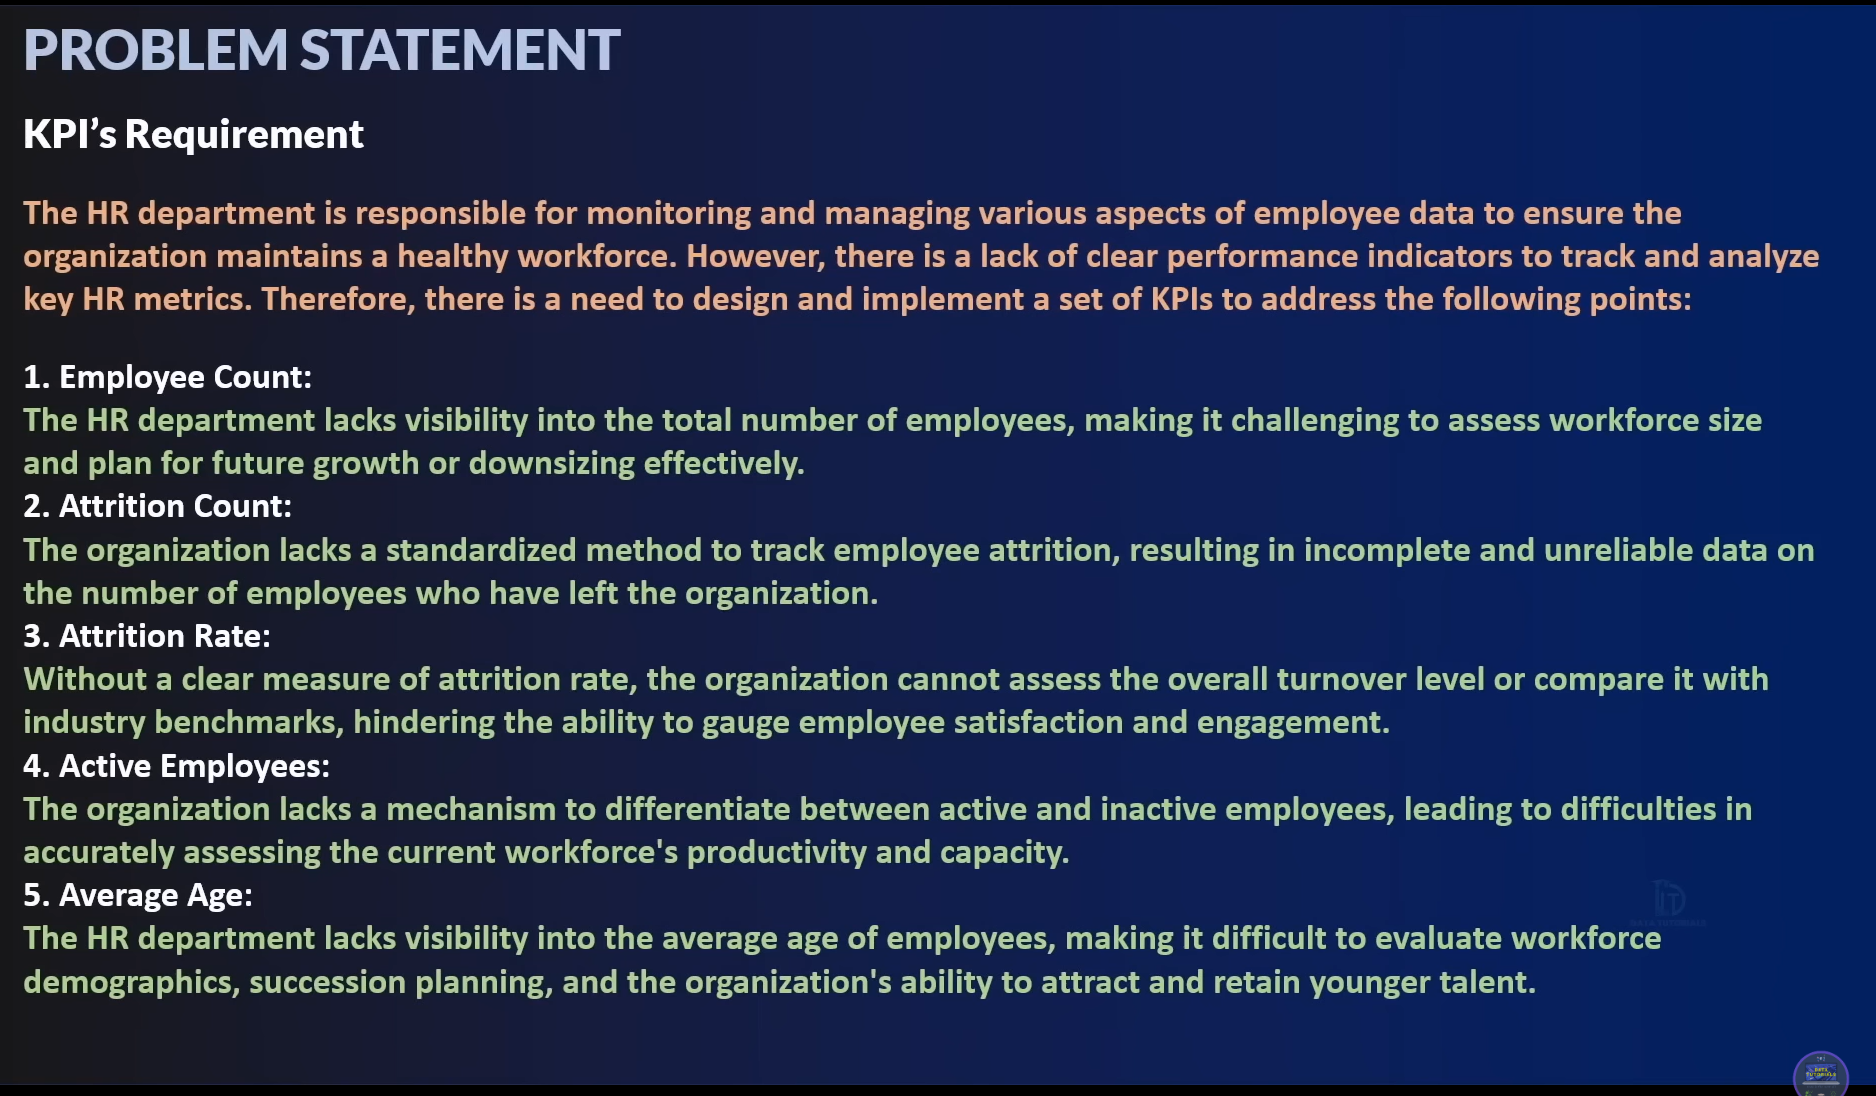 PROBLEM STATEMENT
KPI’s Requirement
The HR department is responsible for monitoring and managing various aspects of employee data to ensure the
organization maintains a healthy workforce. However, there is a lack of clear performance indicators to track and analyze
key HR metrics. Therefore, there is a need to design and implement a set of KPIs to address the following points:
1. Employee Count:
The HR department lacks visibility into the total number of employees, making it challenging to assess workforce size
and plan for future growth or downsizing effectively.
2. Attrition Count:
The organization lacks a standardized method to track employee attrition, resulting in incomplete and unreliable data on
the number of employees who have left the organization.
3. Attrition Rate:
Without a clear measure of attrition rate, the organization cannot assess the overall turnover level or compare it with
industry benchmarks, hindering the ability to gauge employee satisfaction and engagement.
4. Active Employees:
The organization lacks a mechanism to differentiate between active and inactive employees, leading to difficulties in
accurately assessing the current workforce's productivity and capacity.
5. Average Age:
The HR department lacks visibility into the average age of employees, making it difficult to evaluate workforce
demographics, succession planning, and the organization's ability to attract and retain younger talent.
TUTORIALS